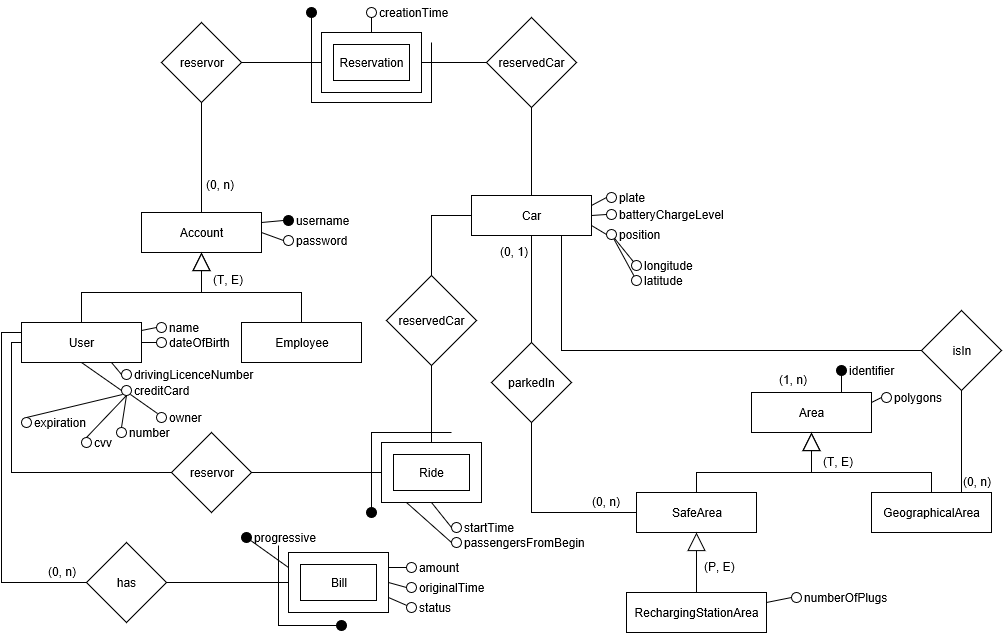 creationTime
reservor
Reservation
reservedCar
(0, n)
plate
Car
batteryChargeLevel
username
Account
position
password
(0, 1)
longitude
(T, E)
latitude
reservedCar
name
User
Employee
dateOfBirth
isIn
identifier
drivingLicenceNumber
(1, n)
parkedIn
creditCard
polygons
Area
owner
expiration
number
cvv
(T, E)
reservor
Ride
(0, n)
(0, n)
SafeArea
GeographicalArea
startTime
progressive
passengersFromBegin
amount
(P, E)
(0, n)
has
Bill
originalTime
numberOfPlugs
status
RechargingStationArea